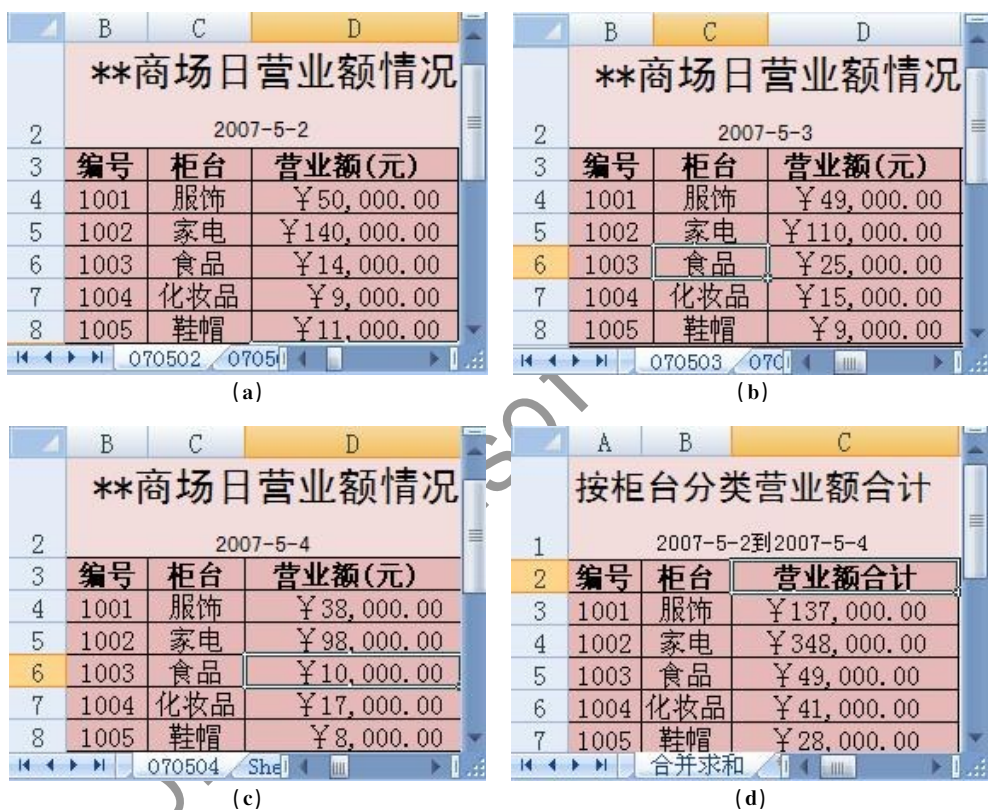 B C D
**商场日营业额情况
2 2007-5-2
3 编号 柜台 营业额(元)
4 1001 服饰 ¥50,000.00
5 1002 家电 ¥140,000.00
6 1003 食品 ¥14,000.00
7 1004 化妆品 ¥9,000.00
8 1005 鞋帽 ¥11,000.00
070502 0705
(a)
B C D
**商场日营业额情况
2 2007-5-3
3 编号 柜台 营业额(元)
4 1001 服饰 ¥49,000.00
5 1002 家电 ¥110,000.00
6 1003 食品 ¥25,000.00
7 1004 化妆品 ¥15,000.00
8 1005 鞋帽 ¥9,000.00
070503 070
(b)
B C D
**商场日营业额情况
2 2007-5-4
3 编号 柜台 营业额(元)
4 1001 服饰 ¥38,000.00
5 1002 家电 ¥98,000.00
6 1003 食品 ¥10,000.00
7 1004 化妆品 ¥17,000.00
8 1005 鞋帽 ¥8,000.00
070504 She
(c)
A B C
按柜台分类营业额合计
1 2007-5-2到2007-5-4
2 编号 柜台 营业额合计
3 1001 服饰 ¥137,000.00
4 1002 家电 ¥348,000.00
5 1003 食品 ¥49,000.00
6 1004 化妆品 ¥41,000.00
7 1005 鞋帽 ¥28,000.00
合并求和
(d)